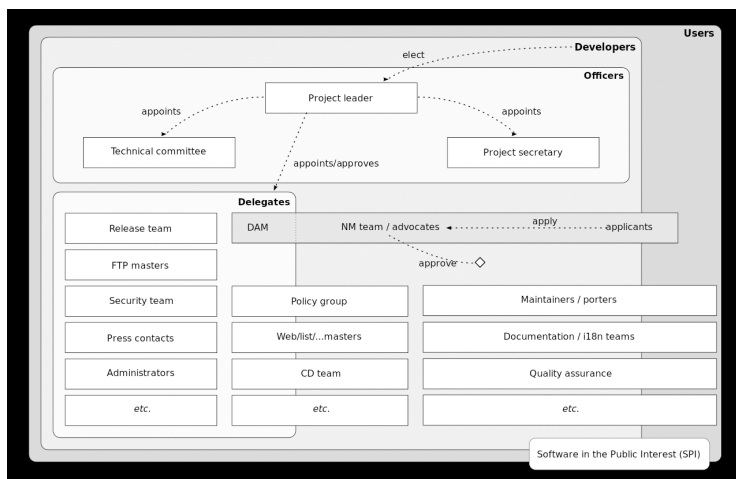 Users
Developers
elect
Officers
Project leader
appoints
appoints
Technical committee
Project secretary
appoints/approves
Delegates
Release team
DAM
NM team / advocates
apply
applicants
FTP masters
approve
Security team
Policy group
Maintainers / porters
Press contacts
Web/list/...masters
Documentation / i18n teams
Administrators
CD team
Quality assurance
etc.
etc.
etc.
Software in the Public Interest (SPI)